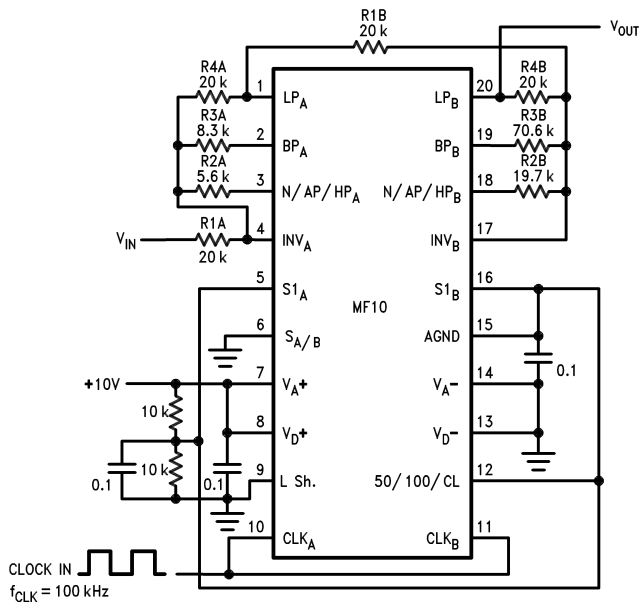 R1B
20 k
V_OUT
R4A
20 k
1
LP_A
20
LP_B
R4B
20 k
R3A
8.3 k
2
BP_A
19
BP_B
R3B
70.6 k
R2A
5.6 k
3
N/AP/HP_A
18
N/AP/HP_B
R2B
19.7 k
V_IN
R1A
20 k
4
INV_A
17
INV_B
5
S1_A
16
S1_B
MF10
6
S_A/B
15
AGND
0.1
+10V
7
V_A+
14
V_A−
10 k
8
V_D+
13
V_D−
10 k
0.1
0.1
9
L Sh.
12
50/100/CL
10
CLK_A
11
CLK_B
CLOCK IN
f_CLK = 100 kHz